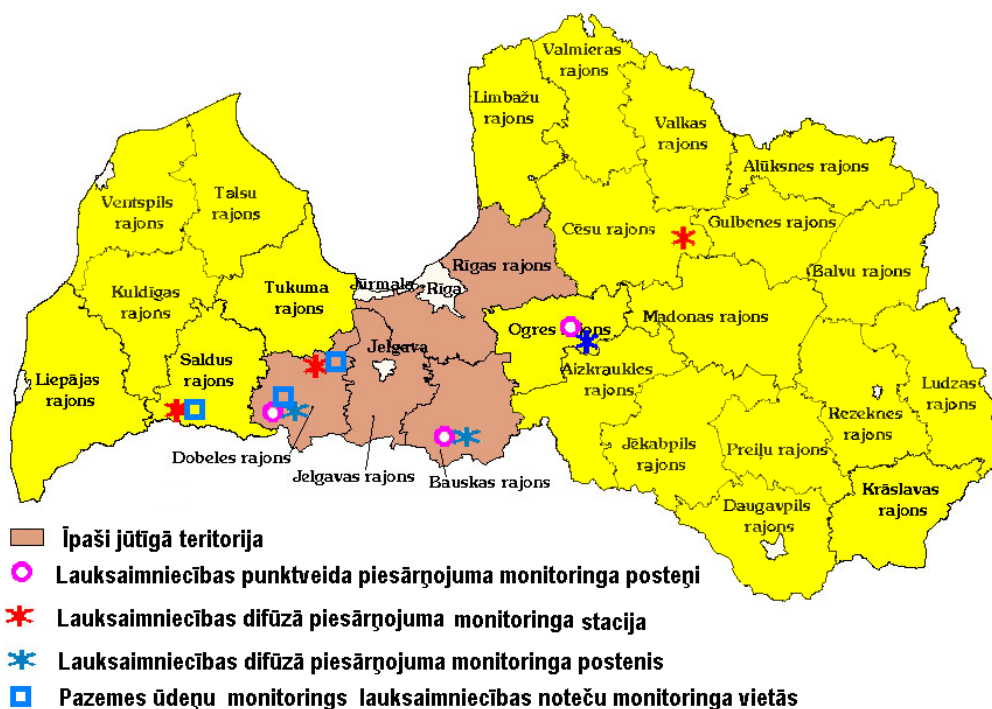 Valmieras
rajons
Limbažu
rajons
Valkas
rajons
Alūksnes rajons
Ventspils
rajons
Talsu
rajons
Cēsu rajons
Gulbenes rajons
Rīgas rajons
Balvu rajons
Kuldīgas
rajons
Tukuma
rajons
Jūrmala
Rīga
Ogres
ons
Madonas rajons
Jelgava
Saldus
rajons
Liepājas
rajons
Aizkraukles
rajons
Ludzas
rajons
Rezeknes
rajons
Jēkabpils
rajons
Preiļu rajons
Dobeles rajons
Jelgavas rajons
Bauskas rajons
Daugavpils
rajons
Krāslavas
rajons
Īpaši jūtīgā teritorija
Lauksaimniecības punktveida piesārņojuma monitoringa posteņi
Lauksaimniecības difūzā piesārņojuma monitoringa stacija
Lauksaimniecības difūzā piesārņojuma monitoringa postenis
Pazemes ūdeņu monitorings lauksaimniecības noteču monitoringa vietās